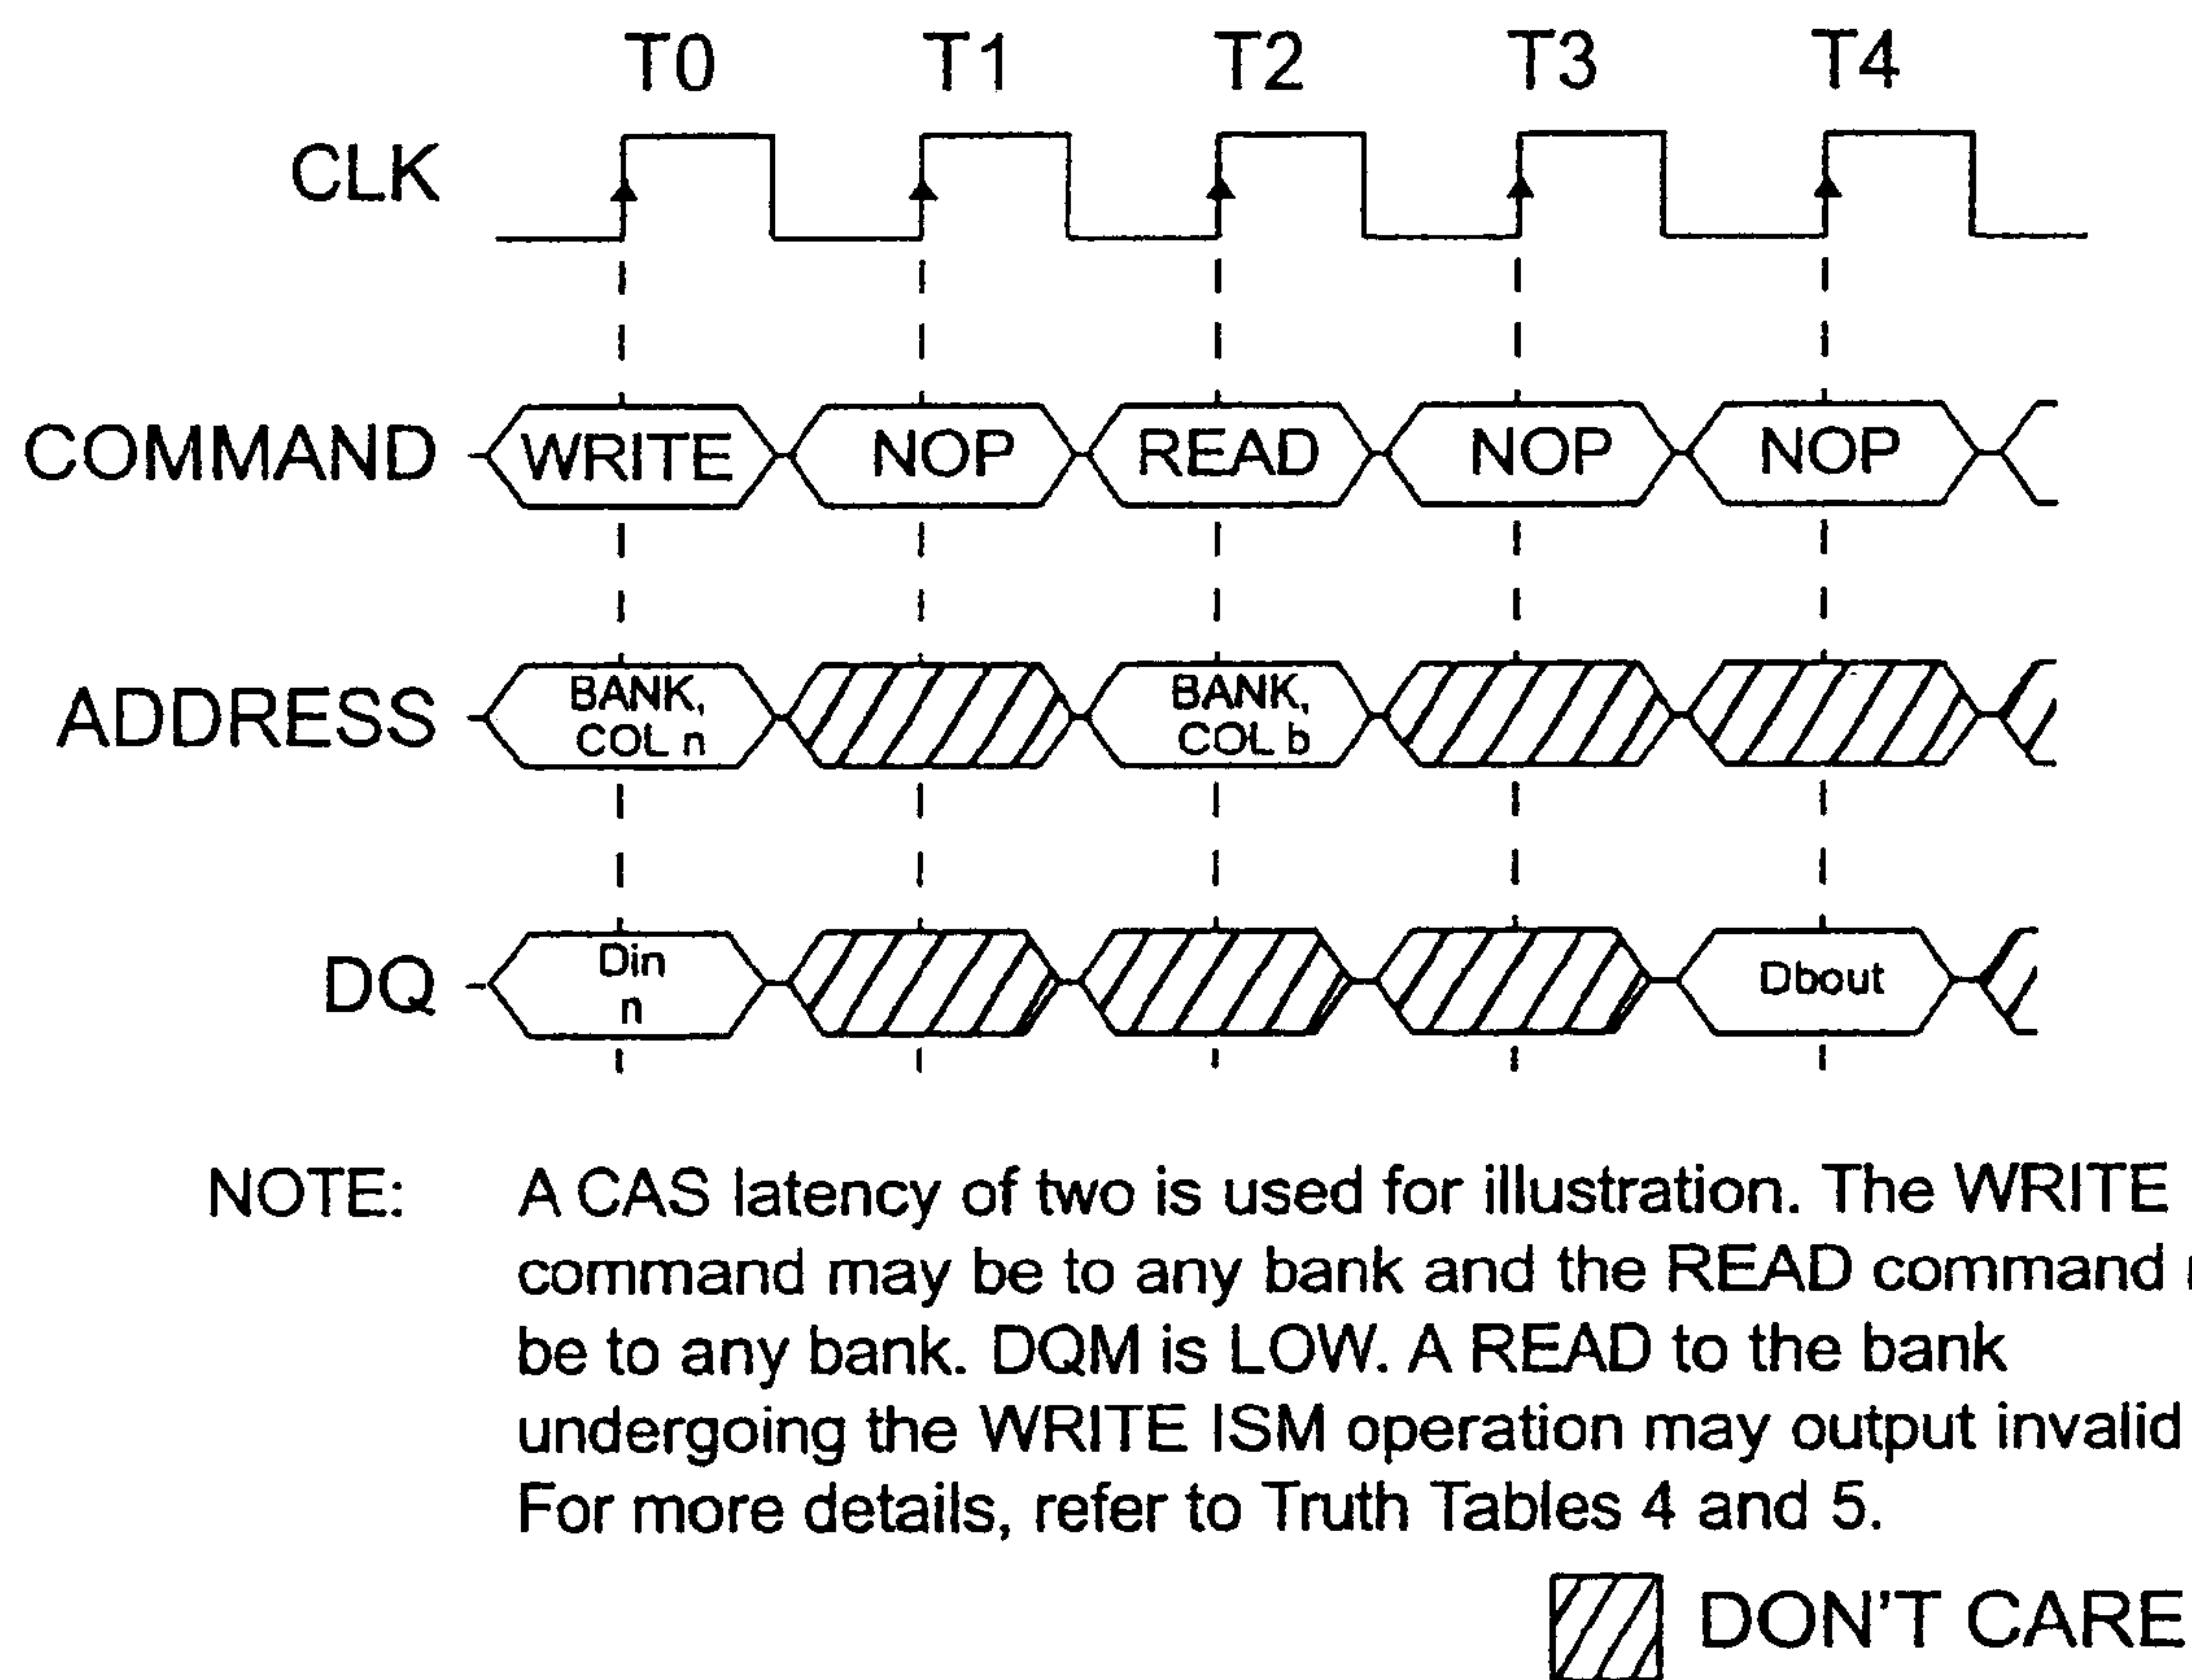 T0 T1 T2 T3 T4
CLK
COMMAND WRITE NOP READ NOP NOP
ADDRESS BANK, COL n BANK, COL b
DQ Din n Dbout
NOTE: A CAS latency of two is used for illustration. The WRITE
command may be to any bank and the READ command
be to any bank. DQM is LOW. A READ to the bank
undergoing the WRITE ISM operation may output invalid
For more details, refer to Truth Tables 4 and 5.
DON'T CARE